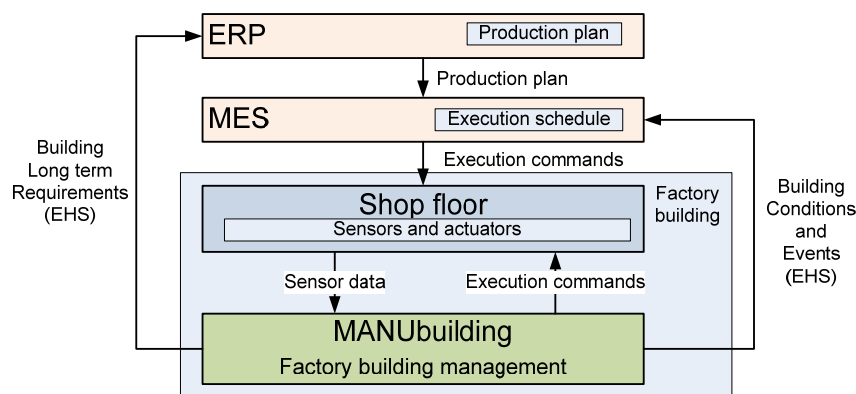 ERP
Production plan
Production plan
MES
Execution schedule
Execution commands
Building
Long term
Requirements
(EHS)
Shop floor
Sensors and actuators
Factory
building
Building
Conditions
and
Events
(EHS)
Sensor data
Execution commands
MANUbuilding
Factory building management